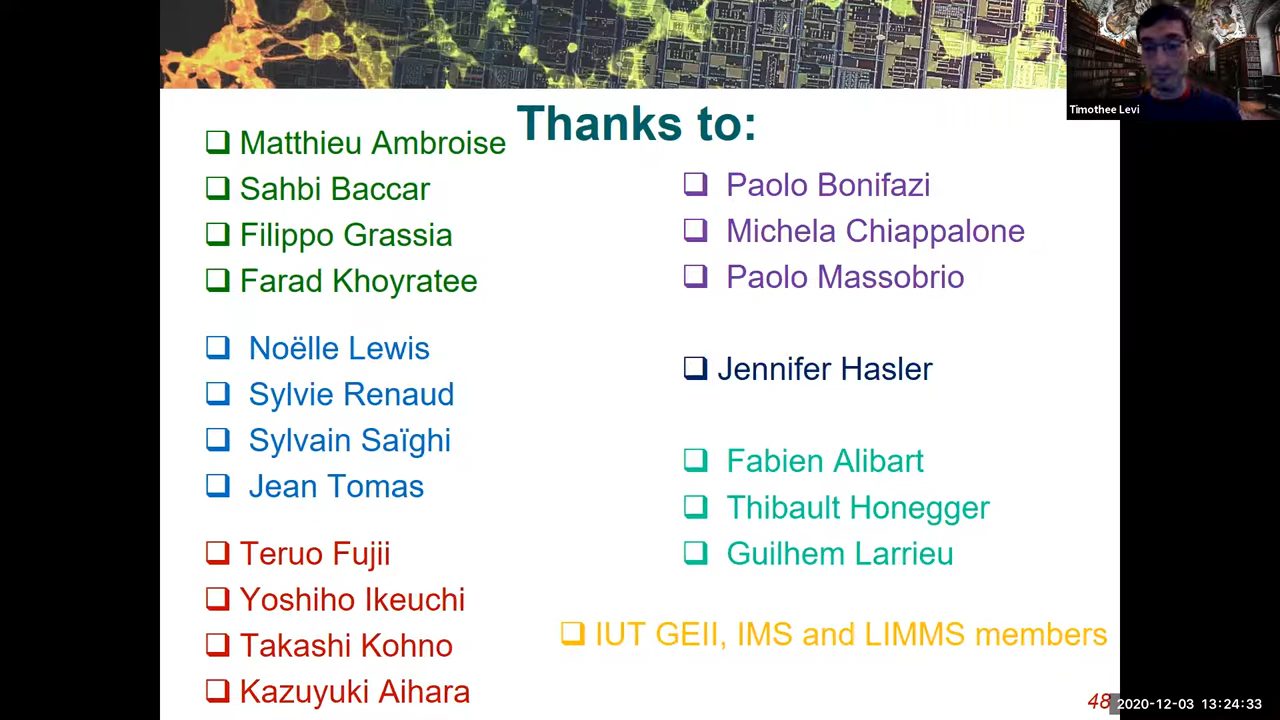 Timothee Levi
Thanks to:
❑ Matthieu Ambroise
❑ Sahbi Baccar
❑ Filippo Grassia
❑ Farad Khoyratee
❑ Noëlle Lewis
❑ Sylvie Renaud
❑ Sylvain Saïghi
❑ Jean Tomas
❑ Teruo Fujii
❑ Yoshiho Ikeuchi
❑ Takashi Kohno
❑ Kazuyuki Aihara
❑ Paolo Bonifazi
❑ Michela Chiappalone
❑ Paolo Massobrio
❑ Jennifer Hasler
❑ Fabien Alibart
❑ Thibault Honegger
❑ Guilhem Larrieu
❑ IUT GEII, IMS and LIMMS members
48
2020-12-03 13:24:33